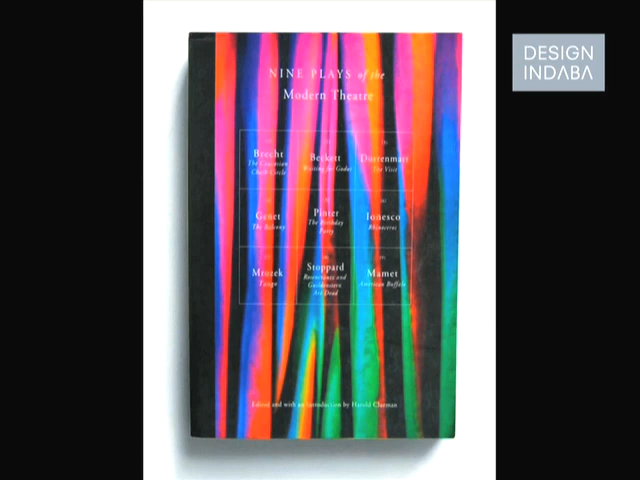 DESIGN
INDABA
NINE PLAYS of the
Modern Theatre
Brecht
The Caucasian
Chalk Circle
Beckett
Waiting for Godot
Dürrenmatt
The Visit
Genet
The Balcony
Pinter
The Birthday
Party
Ionesco
Rhinoceros
Mrozek
Tango
Stoppard
Rosencrantz and
Guildenstern
Are Dead
Mamet
American Buffalo
Edited and with an introduction by Harold Clurman